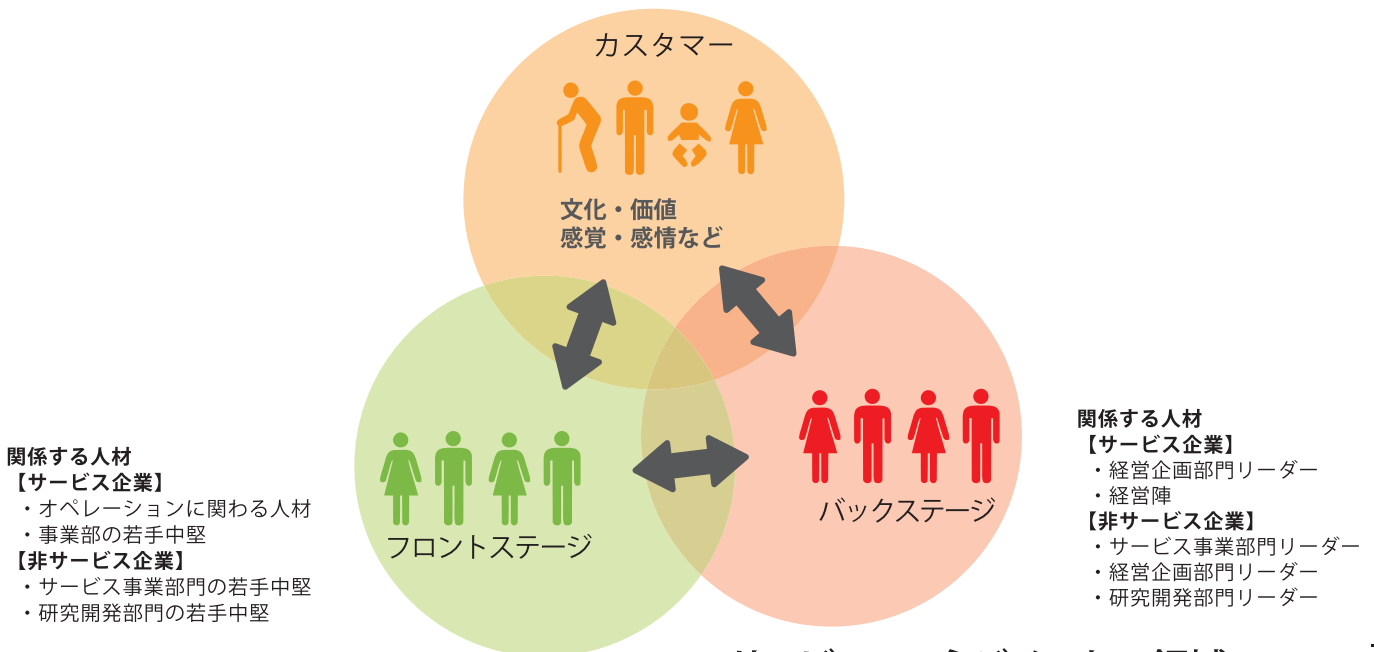 カスタマー
文化・価値
感覚・感情など
フロントステージ
バックステージ
関係する人材
【サービス企業】
・オペレーションに関わる人材
・事業部の若手中堅
【非サービス企業】
・サービス事業部門の若手中堅
・研究開発部門の若手中堅
関係する人材
【サービス企業】
・経営企画部門リーダー
・経営陣
【非サービス企業】
・サービス事業部門リーダー
・経営企画部門リーダー
・研究開発部門リーダー